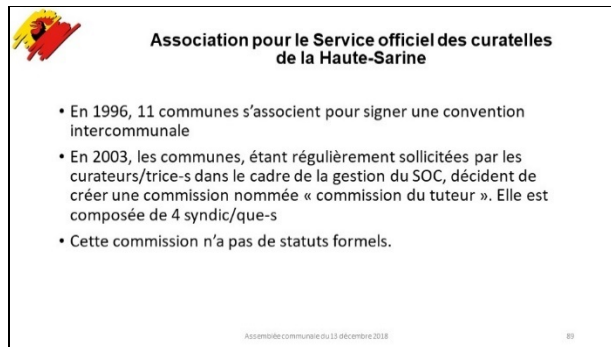 Association pour le Service officiel des curatelles
de la Haute-Sarine
• En 1996, 11 communes s'associent pour signer une convention
intercommunale
• En 2003, les communes, étant régulièrement sollicitées par les
curateurs/trice-s dans le cadre de la gestion du SOC, décident de
créer une commission nommée « commission du tuteur ». Elle est
composée de 4 syndic/que-s
• Cette commission n'a pas de statuts formels.
Assemblée communale du 13 décembre 2018
89